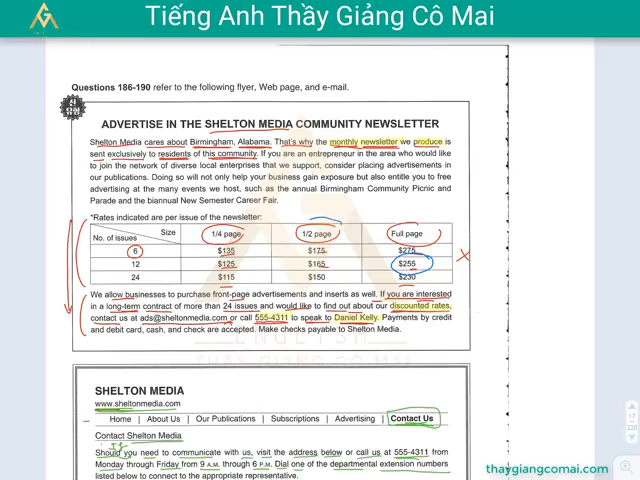 Tiếng Anh Thầy Giảng Cô Mai
Questions 186-190 refer to the following flyer, Web page, and e-mail.
ADVERTISE IN THE SHELTON MEDIA COMMUNITY NEWSLETTER
Shelton Media cares about Birmingham, Alabama. That's why the monthly newsletter we produce is
sent exclusively to residents of this community. If you are an entrepreneur in the area who would like
to join the network of diverse local enterprises that we support, consider placing advertisements in
our publications. Doing so will not only help your business gain exposure but also entitle you to free
advertising at the many events we host, such as the annual Birmingham Community Picnic and
Parade and the biannual New Semester Career Fair.
*Rates indicated are per issue of the newsletter:
Size 1/4 page 1/2 page Full page
No. of issues
6 $135 $175 $275
12 $125 $165 $255
24 $115 $150 $230
We allow businesses to purchase front-page advertisements and inserts as well. If you are interested
in a long-term contract of more than 24 issues and would like to find out about our discounted rates,
contact us at ads@sheltonmedia.com or call 555-4311 to speak to Daniel Kelly. Payments by credit
and debit card, cash, and check are accepted. Make checks payable to Shelton Media.
ENGLISH
THẦY GIẢNG CÔ MAI
SHELTON MEDIA
www.sheltonmedia.com
Home | About Us | Our Publications | Subscriptions | Advertising | Contact Us
Contact Shelton Media
If
Should you need to communicate with us, visit the address below or call us at 555-4311 from
Monday through Friday from 9 A.M. through 6 P.M. Dial one of the departmental extension numbers
listed below to connect to the appropriate representative.
17
220
thaygiangcomai.com